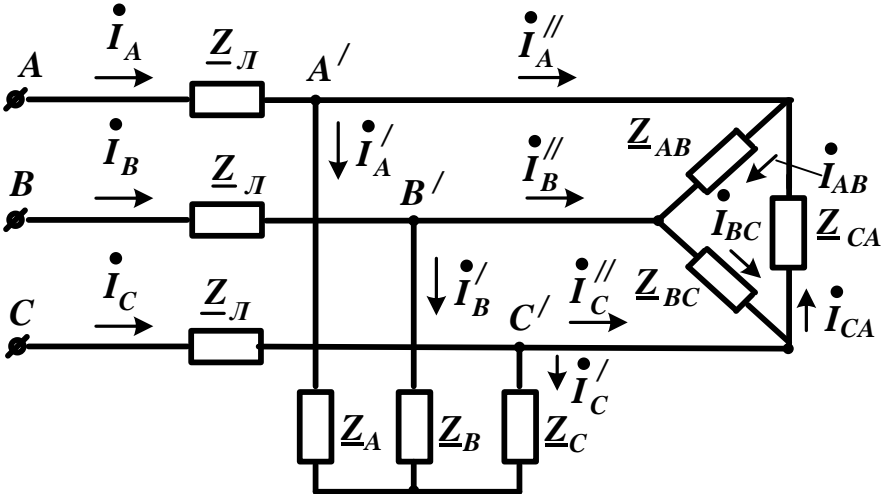 A
İ_A
Z_Л
A/
İ_A//
B
İ_B
Z_Л
İ_A/
B/
İ_B//
Z_AB
İ_AB
İ_BC
Z_CA
C
İ_C
Z_Л
İ_B/
C/
İ_C//
Z_BC
İ_CA
İ_C/
Z_A
Z_B
Z_C